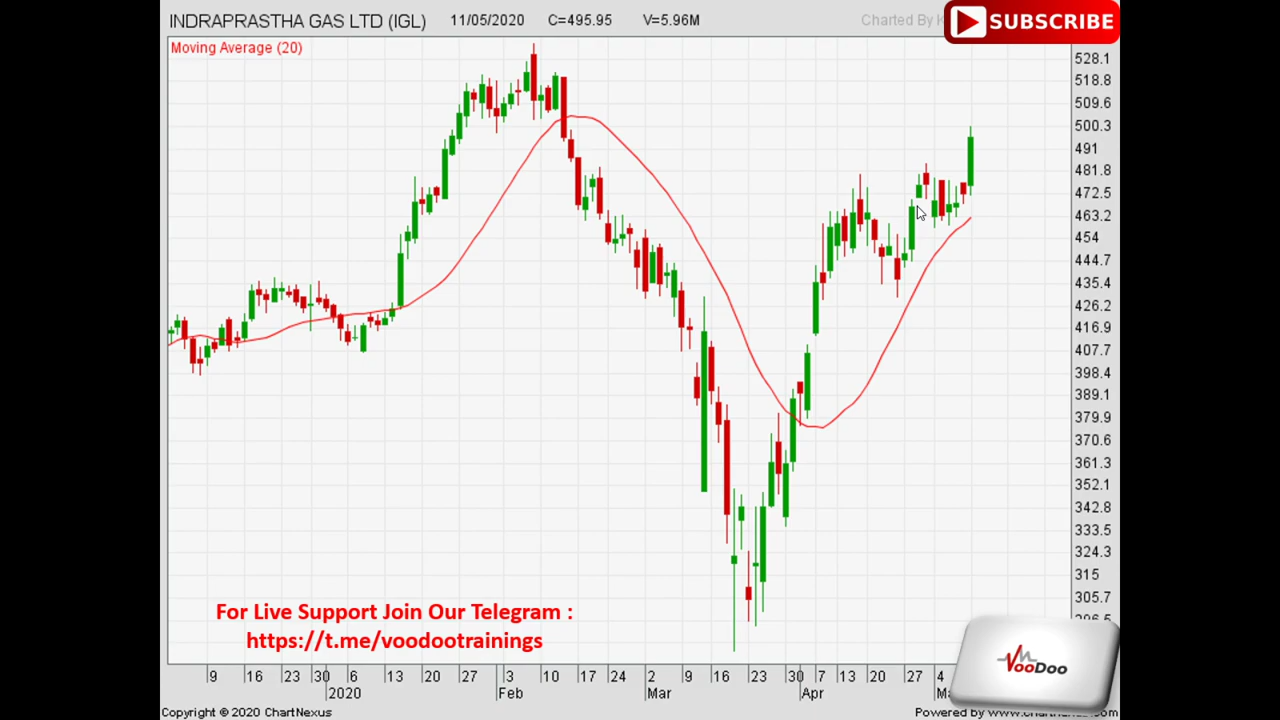 INDRAPRASTHA GAS LTD (IGL) 11/05/2020 C=495.95 V=5.96M Charted By
SUBSCRIBE
Moving Average (20)
528.1
518.8
509.6
500.3
491
481.8
472.5
463.2
454
444.7
435.4
426.2
416.9
407.7
398.4
389.1
379.9
370.6
361.3
352.1
342.8
333.5
324.3
315
305.7
For Live Support Join Our Telegram :
https://t.me/voodootrainings
VooDoo
9 16 23 30 6 13 20 27 3 10 17 24 2 9 16 23 30 7 13 20 27 4
2020 Feb Mar Apr
Copyright © 2020 ChartNexus
Powered by